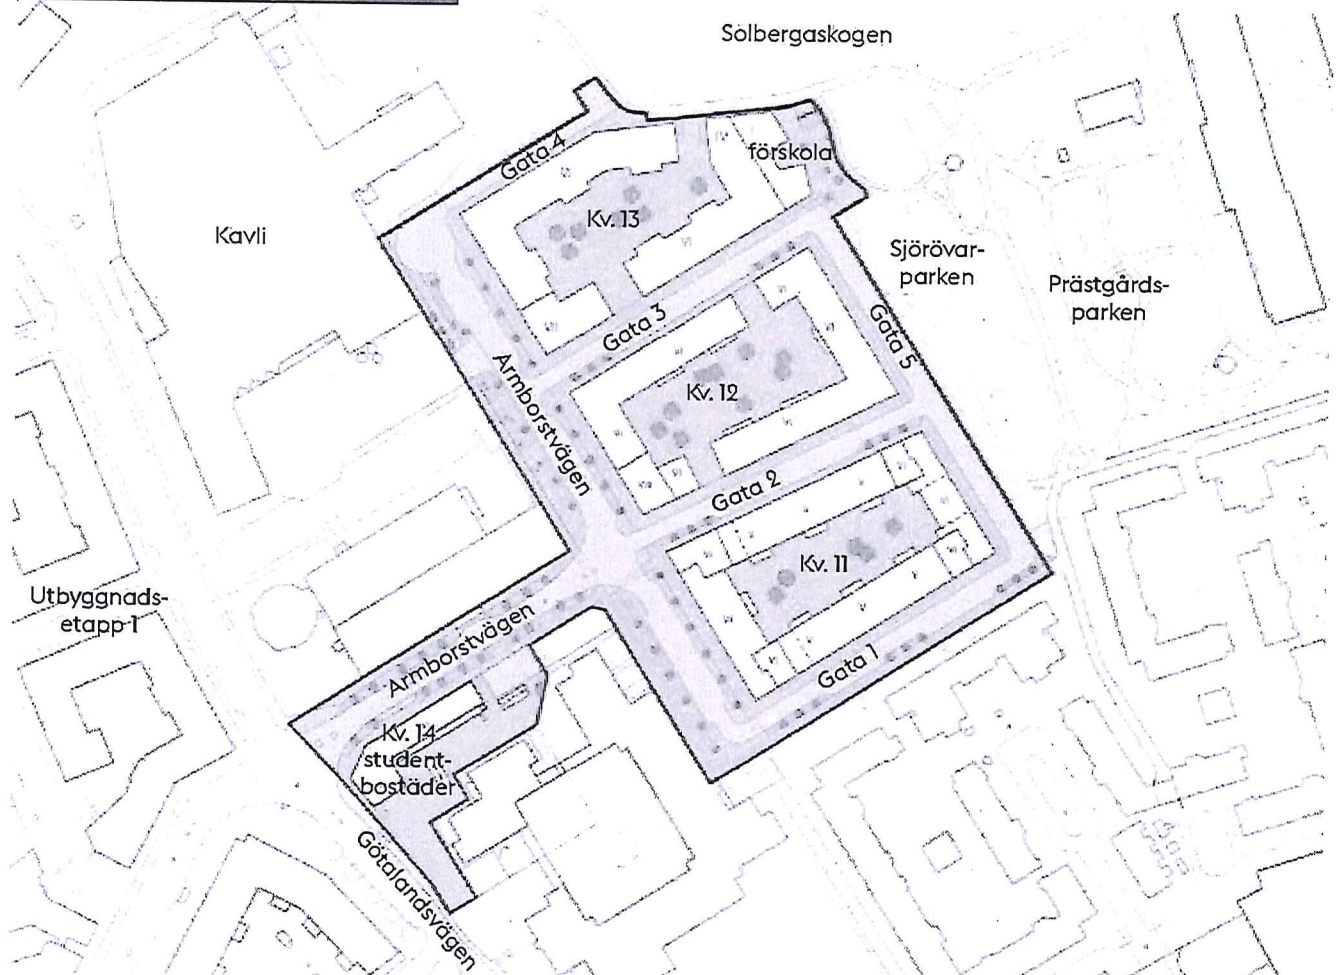 Solbergaskogen
Gata 4
förskola
Kv. 13
Kavli
Sjörövar-
parken
Prästgårds-
parken
Gata 3
Gata 5
Armborstvägen
Kv. 12
Gata 2
Kv. 11
Utbyggnads-
etapp 1
Armborstvägen
Gata 1
Kv. 14
student-
bostäder
Götalandsvägen